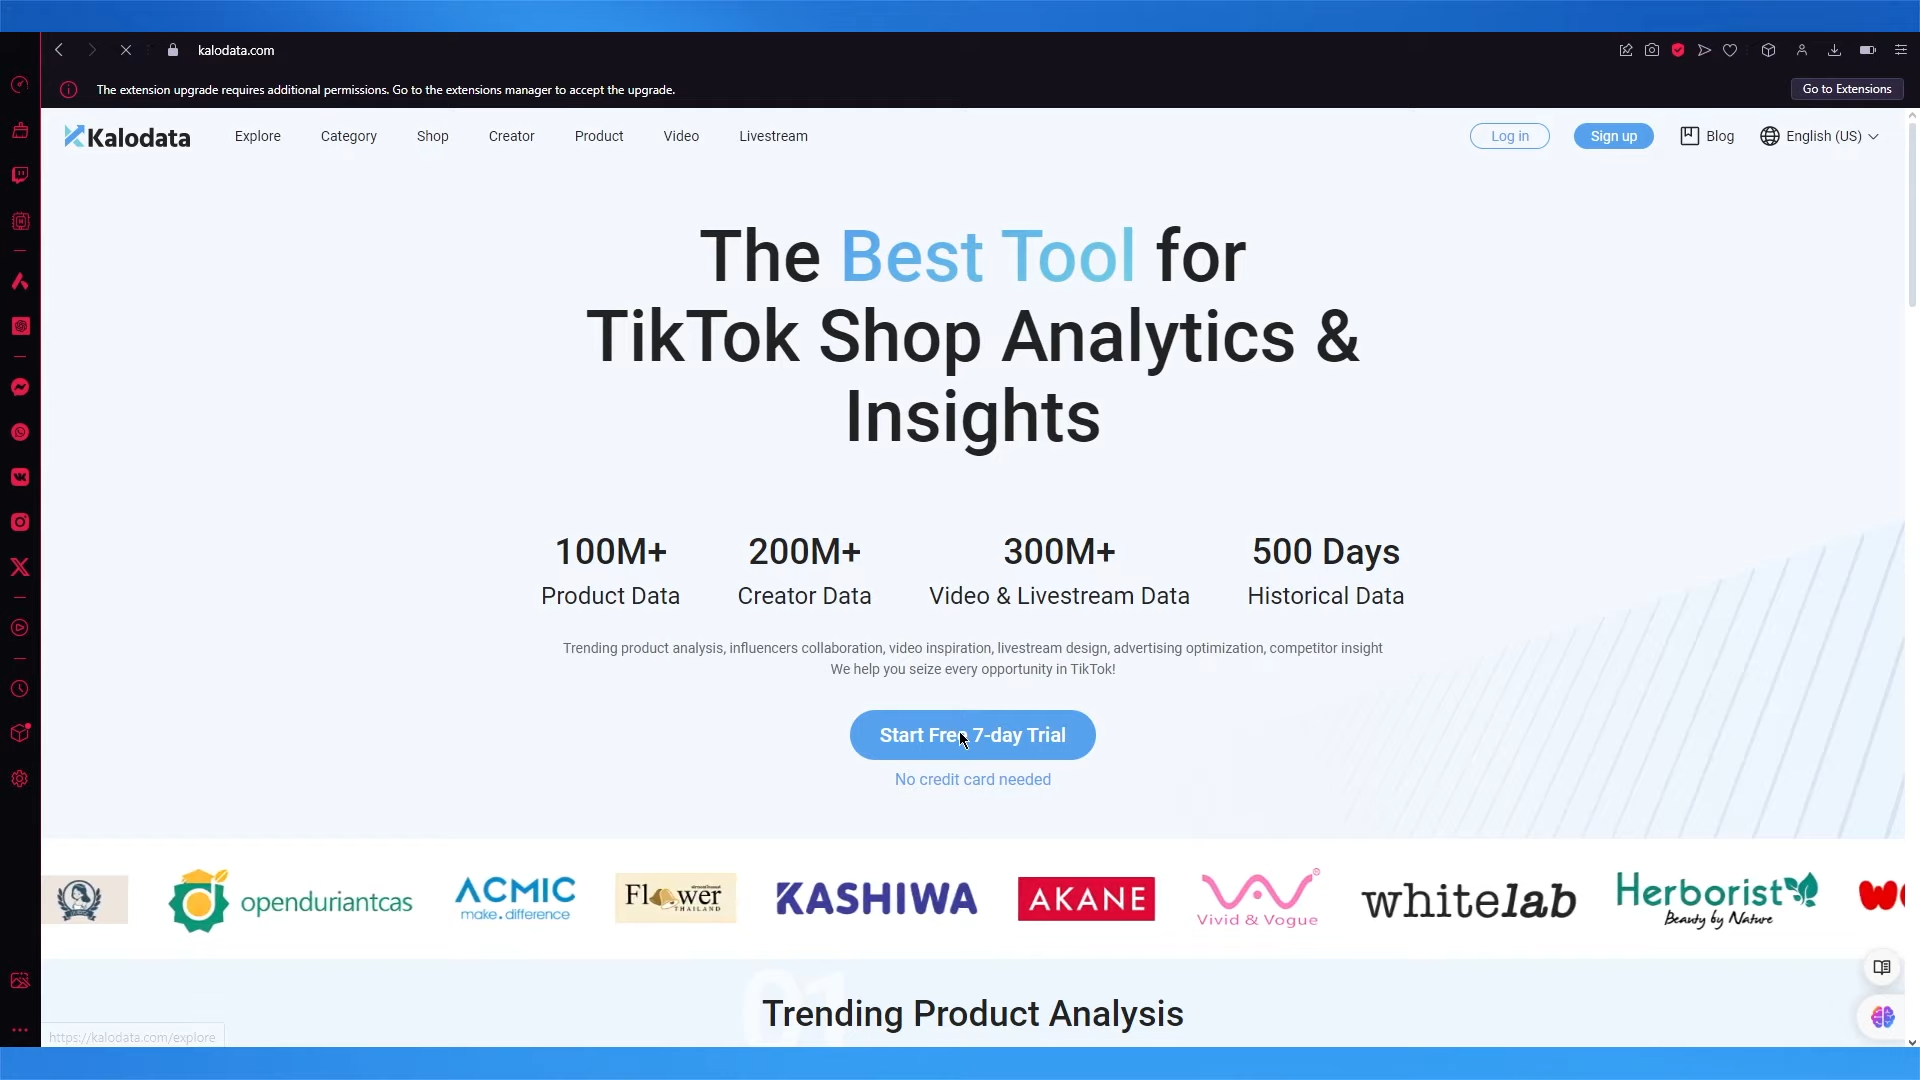 kalodata.com
The extension upgrade requires additional permissions. Go to the extensions manager to accept the upgrade.
Go to Extensions
Kalodata
Explore
Category
Shop
Creator
Product
Video
Livestream
Log in
Sign up
Blog
English (US)
The Best Tool for
TikTok Shop Analytics &
Insights
100M+
Product Data
200M+
Creator Data
300M+
Video & Livestream Data
500 Days
Historical Data
Trending product analysis, influencers collaboration, video inspiration, livestream design, advertising optimization, competitor insight
We help you seize every opportunity in TikTok!
Start Free 7-day Trial
No credit card needed
openduriantcas
ACMIC
make.difference
Flower
THAILAND
KASHIWA
AKANE
Vivid & Vogue
whitelab
Herborist
Beauty by Nature
01
Trending Product Analysis
https://kalodata.com/explore